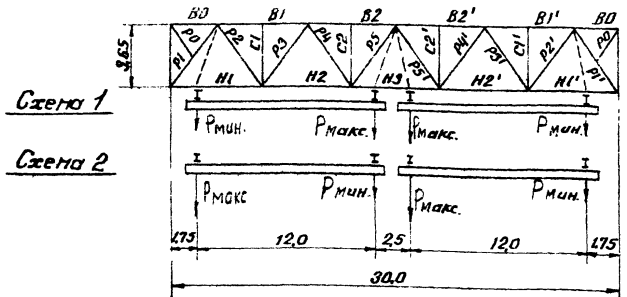 В0 В1 В2 В2' В1' В0
Р1 Р0 Р2 С1 Р3 Р4 С2 Р5 Р5' С2' Р4' Р3' С1' Р2' Р1' Р0
3,65
Н1 Н2 Н3 Н2' Н1'
Схема 1
Рмин. Рмакс. Рмакс. Рмин.
Схема 2
Рмакс Рмин. Рмакс. Рмин.
1,75 12,0 2,5 12,0 1,75
30,0